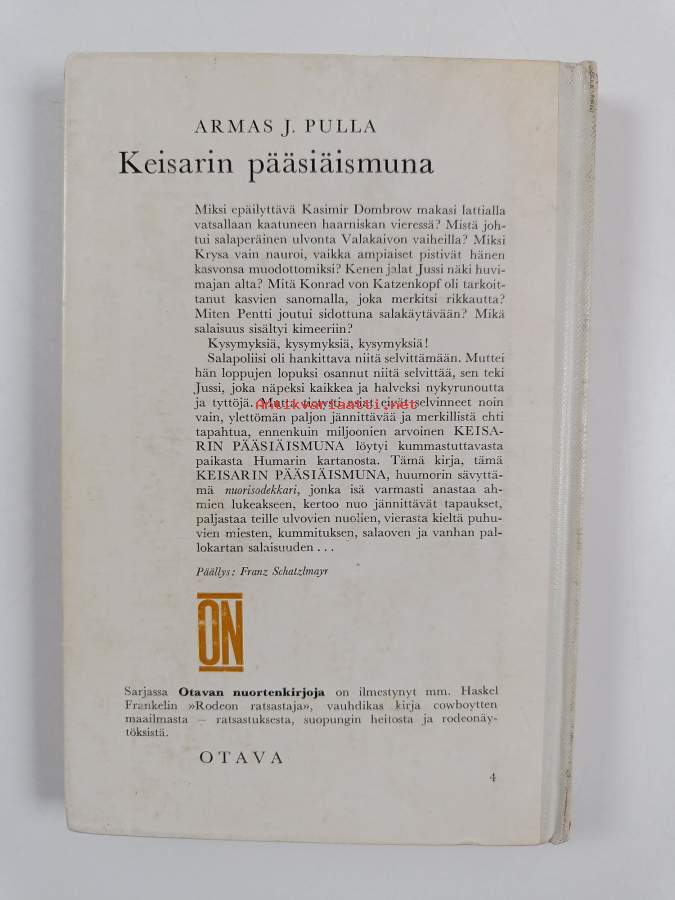 ARMAS J. PULLA
Keisarin pääsiäismuna
Miksi epäilyttävä Kasimir Dombrow makasi lattialla
vatsallaan kaatuneen haarniskan vieressä? Mistä joh-
tui salaperäinen ulvonta Valakaivon vaiheilla? Miksi
Krysa vain nauroi, vaikka ampiaiset pistivät hänen
kasvonsa muodottomiksi? Kenen jalat Jussi näki huvi-
majan alta? Mitä Konrad von Katzenkopf oli tarkoit-
tanut kasvien sanomalla, joka merkitsi rikkautta?
Miten Pentti joutui sidottuna salakäytävään? Mikä
salaisuus sisältyi kimeeriin?
Kysymyksiä, kysymyksiä, kysymyksiä!
Salapoliisi oli hankittava niitä selvittämään. Muttei
hän loppujen lopuksi osannut niitä selvittää, sen teki
Jussi, joka näpeksi kaikkea ja halveksi nykyrunoutta
ja tyttöjä. Mutta tietysti asiat eivät selvinneet noin
Antikvariaatti.net
vain, ylettömän paljon jännittävää ja merkillistä ehti
tapahtua, ennenkuin miljoonien arvoinen KEISA-
RIN PÄÄSIÄISMUNA löytyi kummastuttavasta
paikasta Humarin kartanosta. Tämä kirja, tämä
KEISARIN PÄÄSIÄISMUNA, huumorin sävyttä-
mä nuorisodekkari, jonka isä varmasti anastaa ah-
mien lukeakseen, kertoo nuo jännittävät tapaukset,
paljastaa teille ulvovien nuolien, vierasta kieltä puhu-
vien miesten, kummituksen, salaoven ja vanhan pal-
lokartan salaisuuden...
Päällys: Franz Schatzlmayr
ON
Sarjassa Otavan nuortenkirjoja on ilmestynyt mm. Haskel
Frankelin »Rodeon ratsastaja», vauhdikas kirja cowboytten
maailmasta — ratsastuksesta, suopungin heitosta ja rodeonäy-
töksistä.
OTAVA
4